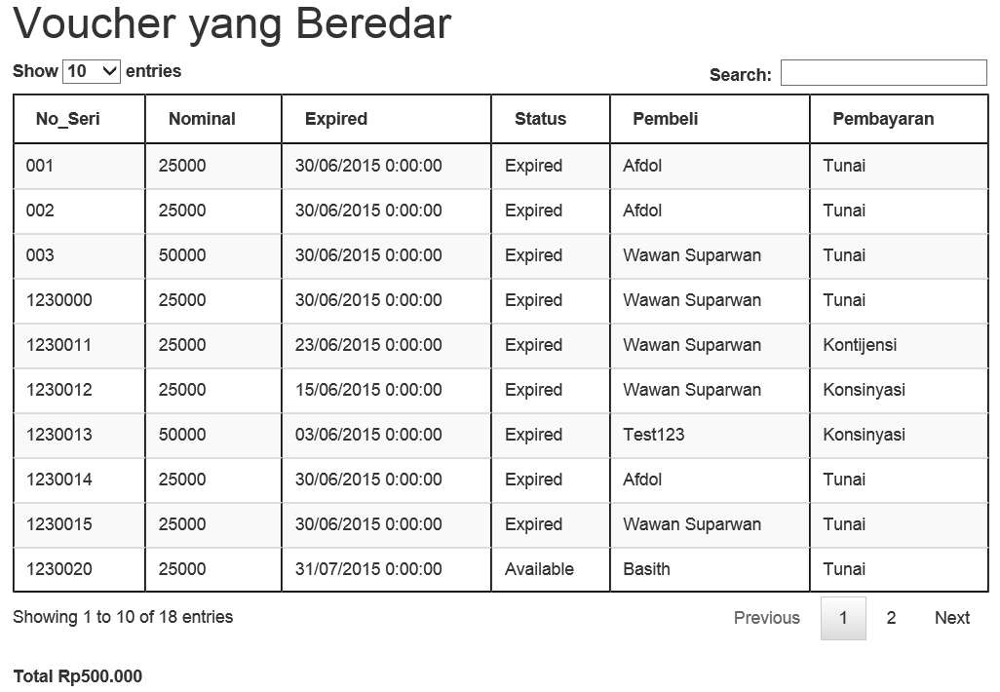 Voucher yang Beredar
Show 10 entries
Search:
No_Seri Nominal Expired Status Pembeli Pembayaran
001 25000 30/06/2015 0:00:00 Expired Afdol Tunai
002 25000 30/06/2015 0:00:00 Expired Afdol Tunai
003 50000 30/06/2015 0:00:00 Expired Wawan Suparwan Tunai
1230000 25000 30/06/2015 0:00:00 Expired Wawan Suparwan Tunai
1230011 25000 23/06/2015 0:00:00 Expired Wawan Suparwan Kontijensi
1230012 25000 15/06/2015 0:00:00 Expired Wawan Suparwan Konsinyasi
1230013 50000 03/06/2015 0:00:00 Expired Test123 Konsinyasi
1230014 25000 30/06/2015 0:00:00 Expired Afdol Tunai
1230015 25000 30/06/2015 0:00:00 Expired Wawan Suparwan Tunai
1230020 25000 31/07/2015 0:00:00 Available Basith Tunai
Showing 1 to 10 of 18 entries
Previous 1 2 Next
Total Rp500.000